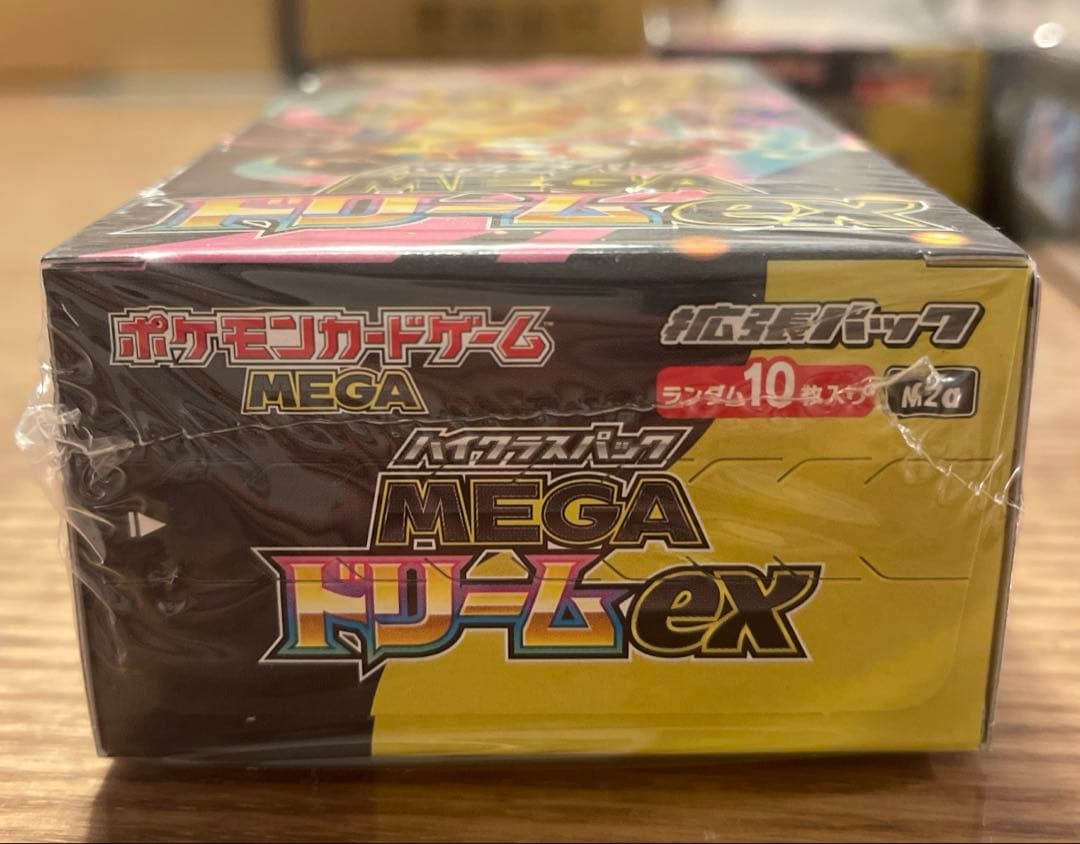 MEGA
ドリームex
ポケモンカードゲーム
MEGA
拡張パック
ランダム10枚入り
M2a
ハイクラスパック
MEGA
ドリームex